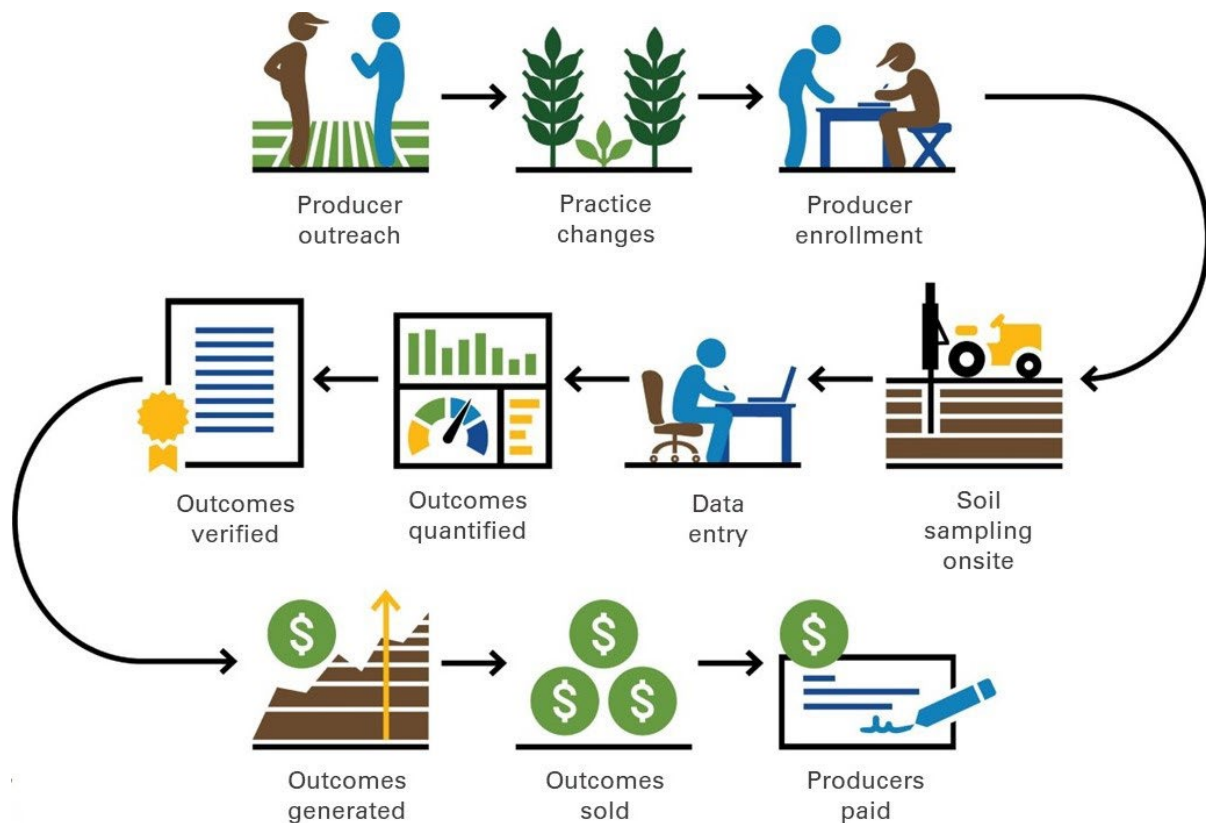 Producer
outreach
Practice
changes
Producer
enrollment
Outcomes
verified
Outcomes
quantified
Data
entry
Soil
sampling
onsite
$
Outcomes
generated
$
$ $
Outcomes
sold
$
Producers
paid